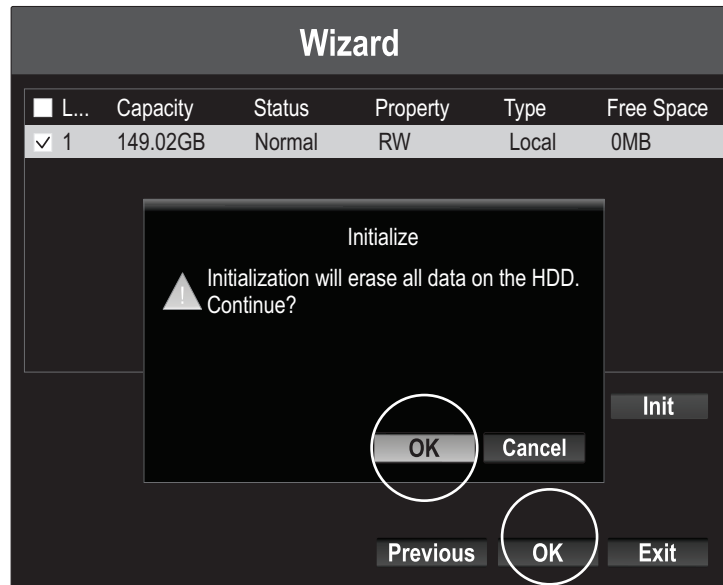 Wizard
L... Capacity Status Property Type Free Space
1 149.02GB Normal RW Local 0MB
Initialize
! Initialization will erase all data on the HDD.
Continue?
Init
OK Cancel
Previous OK Exit